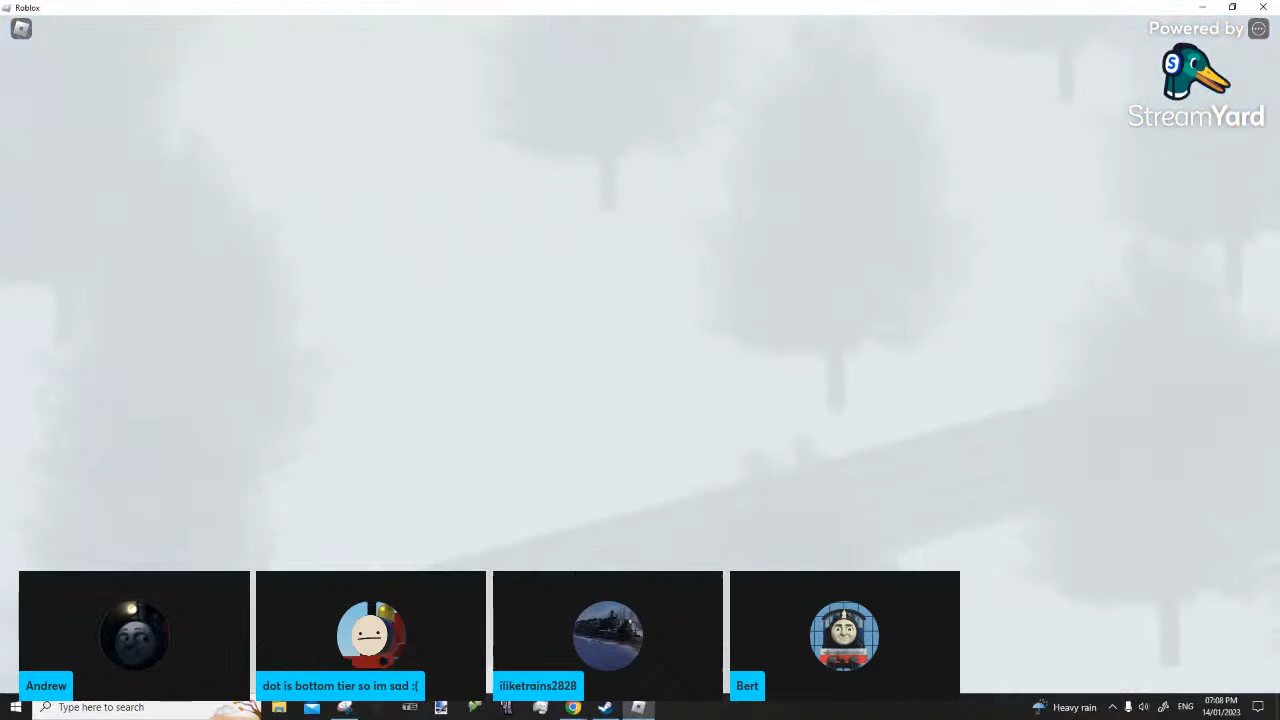 Roblox
Powered by
S
StreamYard
Andrew
dot is bottom tier so im sad :(
iliketrains2828
Bert
Type here to search
Heavy rain
ENG
07:08 PM
14/01/2023